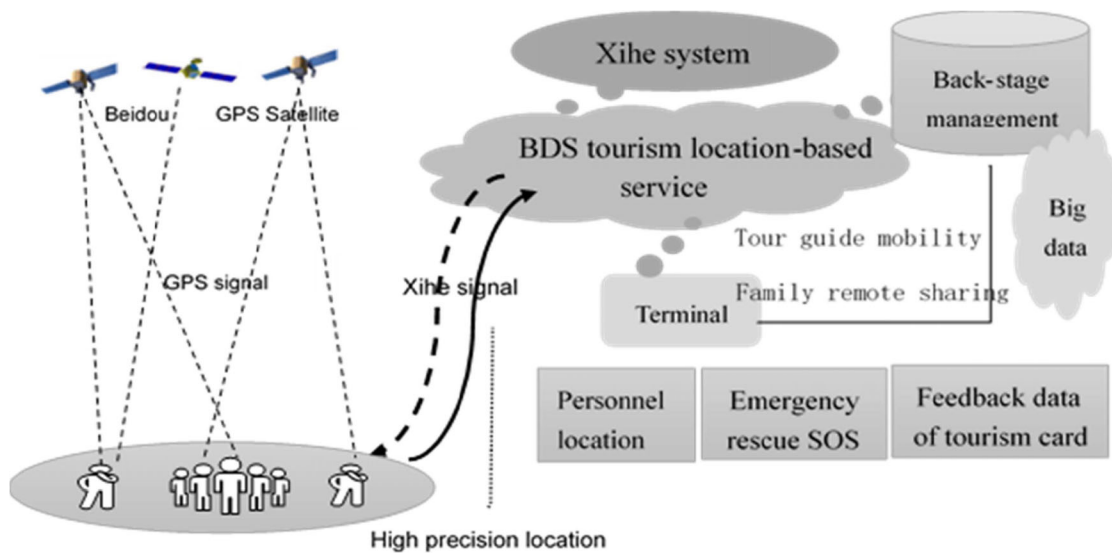 Xihe system
Back-stage
management
Beidou
GPS Satellite
BDS tourism location-based
service
Big
data
Tour guide mobility
GPS signal
Xihe signal
Family remote sharing
Terminal
Personnel
location
Emergency
rescue SOS
Feedback data
of tourism card
High precision location